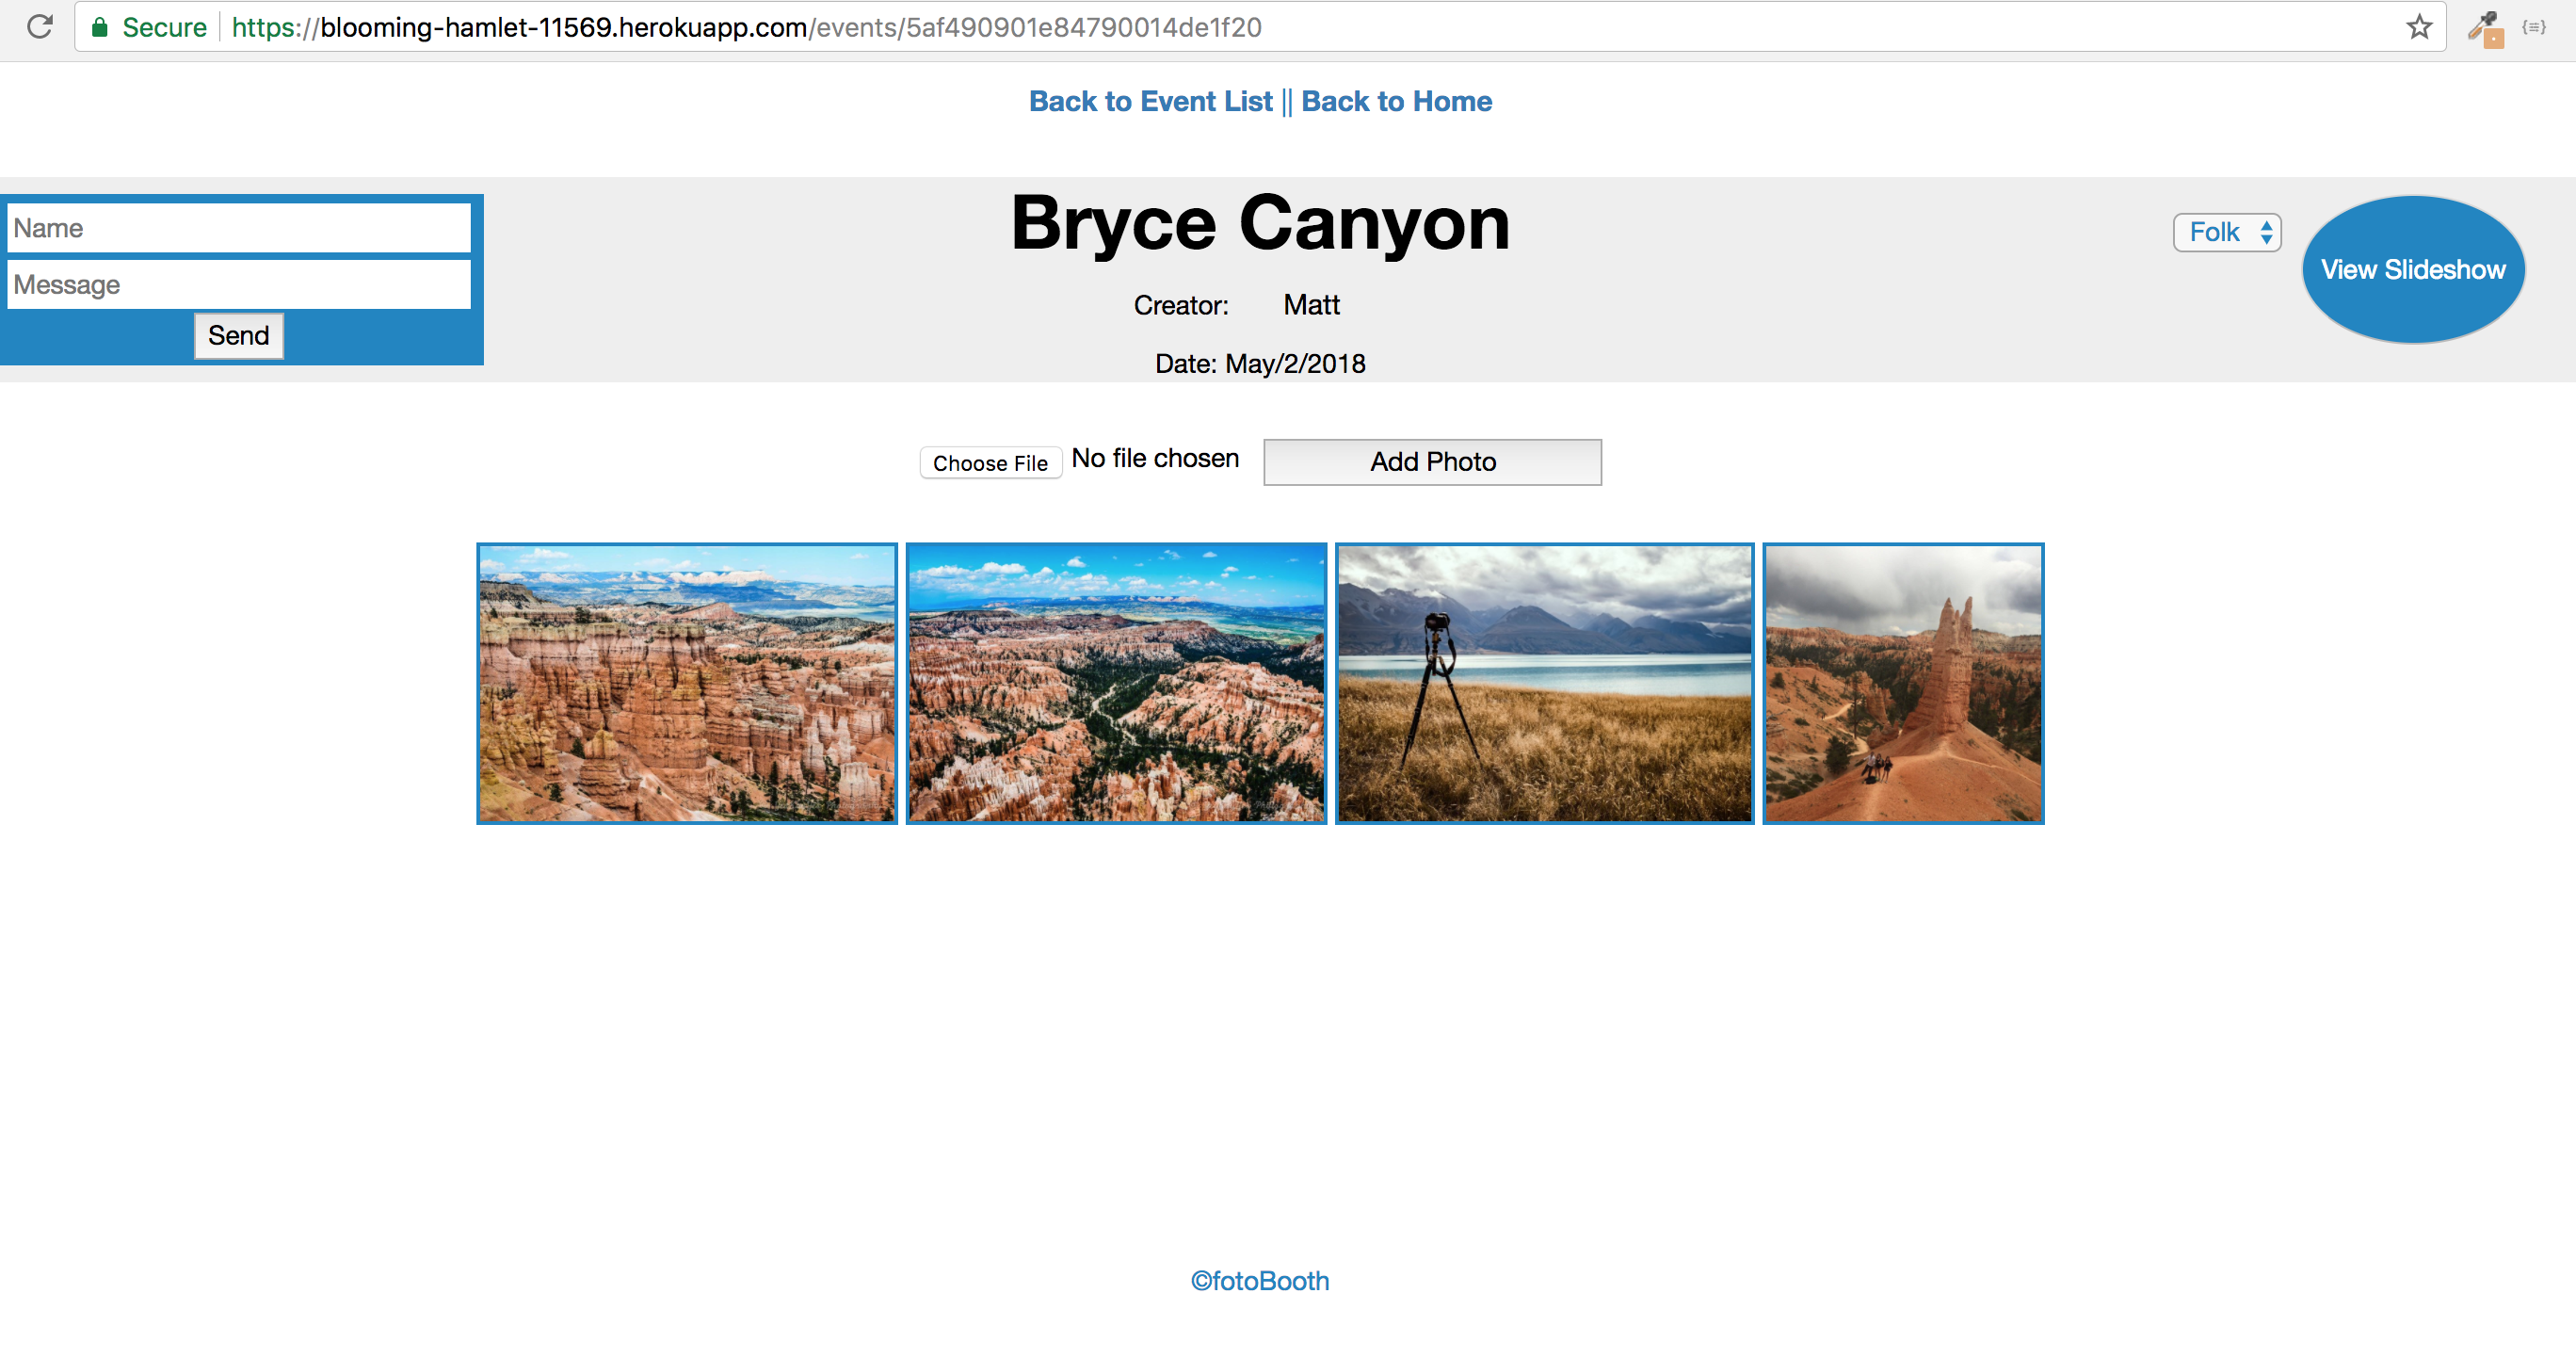 Secure https://blooming-hamlet-11569.herokuapp.com/events/5af490901e84790014de1f20
Back to Event List || Back to Home
Name
Message
Send
Bryce Canyon
Creator: Matt
Date: May/2/2018
Folk
View Slideshow
Choose File No file chosen Add Photo
©fotoBooth